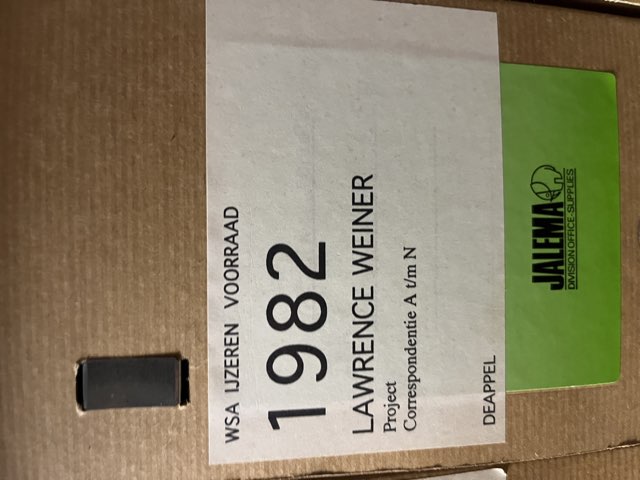 WSA IJZEREN VOORRAAD
1982
LAWRENCE WEINER
Project
Correspondentie A t/m N
DEAPPEL
JALEMA
DIVISION OFFICE-SUPPLIES